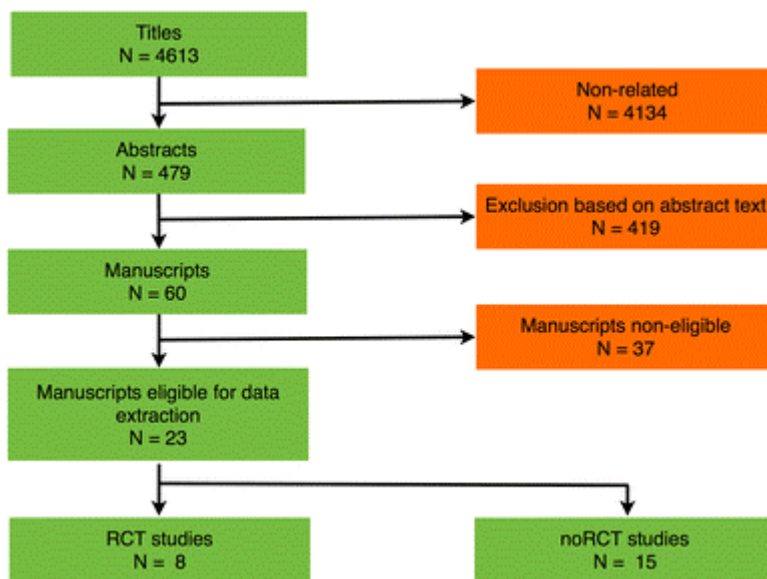 Titles
N = 4613
Non-related
N = 4134
Abstracts
N = 479
Exclusion based on abstract text
N = 419
Manuscripts
N = 60
Manuscripts non-eligible
N = 37
Manuscripts eligible for data
extraction
N = 23
RCT studies
N = 8
noRCT studies
N = 15